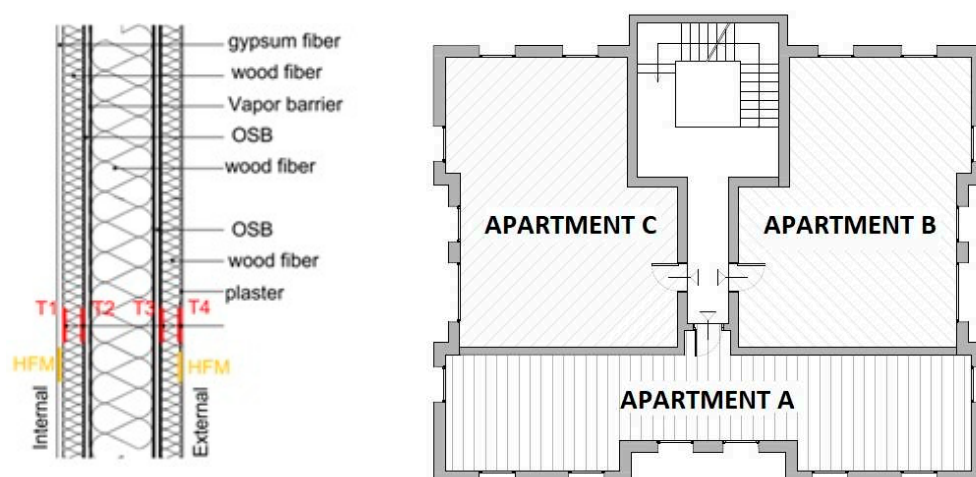 gypsum fiber
wood fiber
Vapor barrier
OSB
wood fiber
OSB
wood fiber
plaster
T1 T2 T3 T4
HFM HFM
Internal
External
APARTMENT C
APARTMENT B
APARTMENT A